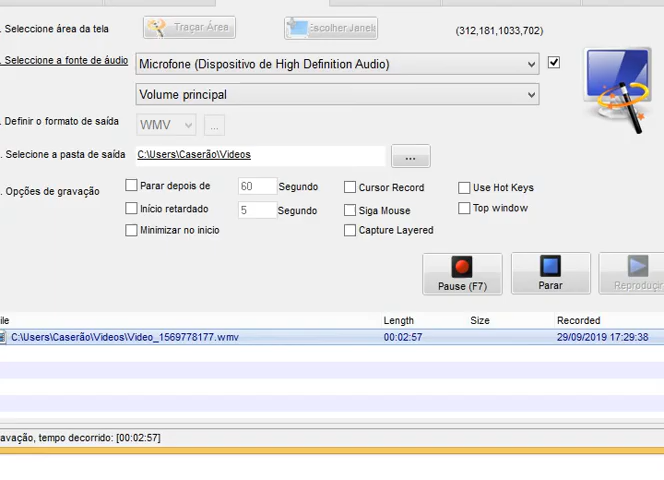 . Seleccione área da tela
Traçar Área
Escolher Janela
(312,181,1033,702)
. Seleccione a fonte de áudio
Microfone (Dispositivo de High Definition Audio)
Volume principal
. Definir o formato de saída
WMV
...
. Selecione a pasta de saída
C:\Users\Caserão\Videos
...
. Opções de gravação
Parar depois de
60
Segundo
Cursor Record
Use Hot Keys
Início retardado
5
Segundo
Siga Mouse
Top window
Minimizar no inicio
Capture Layered
Pause (F7)
Parar
Reproduzir
ile
Length
Size
Recorded
C:\Users\Caserão\Videos\Video_1569778177.wmv
00:02:57
29/09/2019 17:29:38
avação, tempo decorrido: [00:02:57]